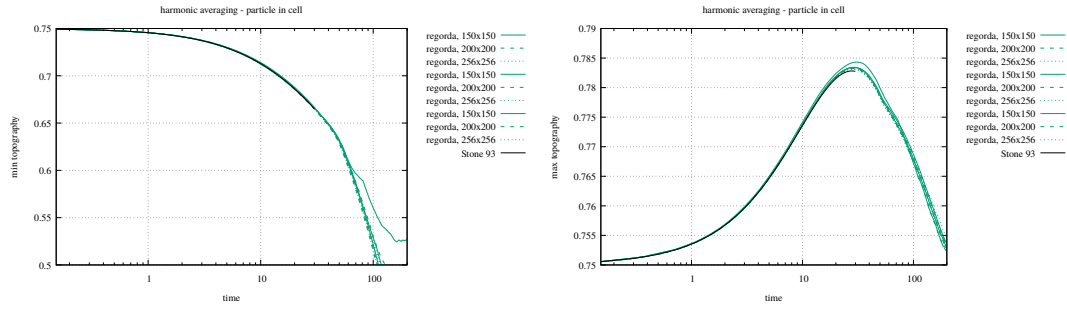 harmonic averaging - particle in cell
min topography
0.75
0.7
0.65
0.6
0.55
0.5
1
10
100
time
regorda, 150x150
regorda, 200x200
regorda, 256x256
regorda, 150x150
regorda, 200x200
regorda, 256x256
regorda, 150x150
regorda, 200x200
regorda, 256x256
Stone 93
harmonic averaging - particle in cell
max topography
0.79
0.785
0.78
0.775
0.77
0.765
0.76
0.755
0.75
1
10
100
time
regorda, 150x150
regorda, 200x200
regorda, 256x256
regorda, 150x150
regorda, 200x200
regorda, 256x256
regorda, 150x150
regorda, 200x200
regorda, 256x256
Stone 93